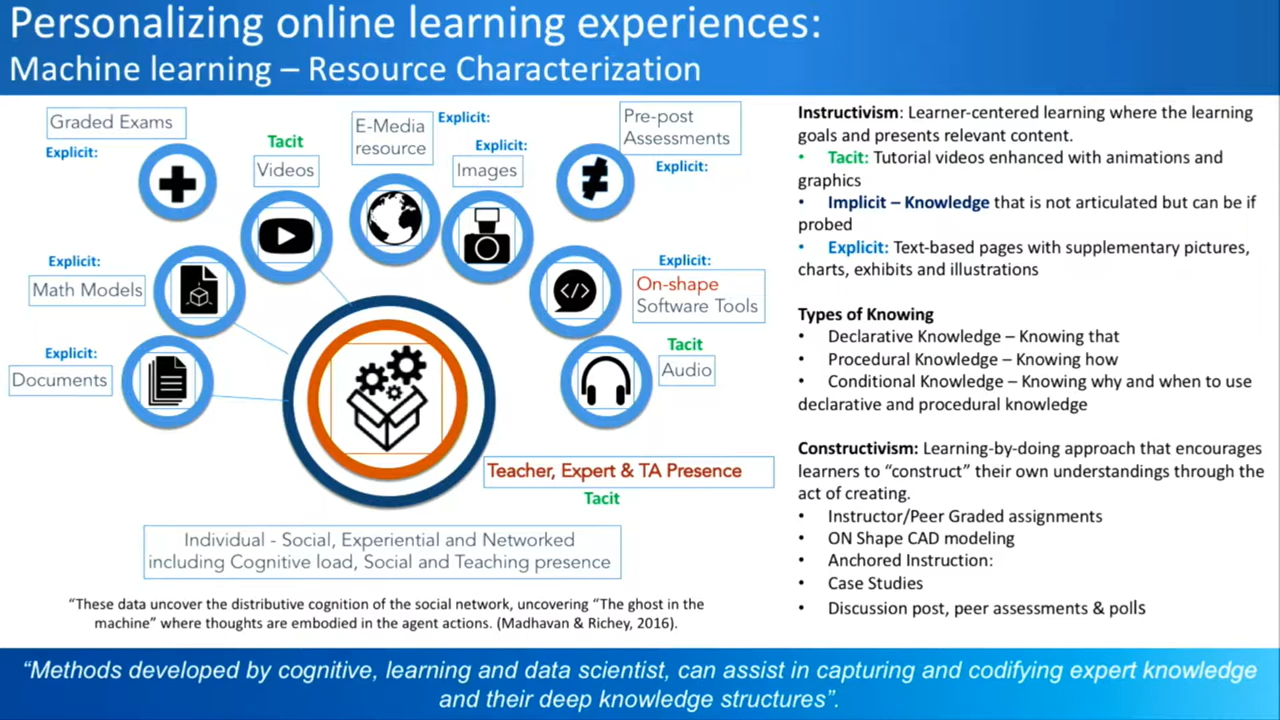 Personalizing online learning experiences:
Machine learning – Resource Characterization
Graded Exams
Explicit:
Tacit
Videos
E-Media
resource
Explicit:
Explicit:
Images
Pre-post
Assessments
Explicit:
Explicit:
Math Models
Explicit:
On-shape
Software Tools
Explicit:
Documents
Tacit
Audio
</>
Teacher, Expert & TA Presence
Tacit
Individual - Social, Experiential and Networked
including Cognitive load, Social and Teaching presence
“These data uncover the distributive cognition of the social network, uncovering “The ghost in the
machine” where thoughts are embodied in the agent actions. (Madhavan & Richey, 2016).
Instructivism: Learner-centered learning where the learning
goals and presents relevant content.
• Tacit: Tutorial videos enhanced with animations and
graphics
• Implicit – Knowledge that is not articulated but can be if
probed
• Explicit: Text-based pages with supplementary pictures,
charts, exhibits and illustrations
Types of Knowing
• Declarative Knowledge – Knowing that
• Procedural Knowledge – Knowing how
• Conditional Knowledge – Knowing why and when to use
declarative and procedural knowledge
Constructivism: Learning-by-doing approach that encourages
learners to “construct” their own understandings through the
act of creating.
• Instructor/Peer Graded assignments
• ON Shape CAD modeling
• Anchored Instruction:
• Case Studies
• Discussion post, peer assessments & polls
“Methods developed by cognitive, learning and data scientist, can assist in capturing and codifying expert knowledge
and their deep knowledge structures”.